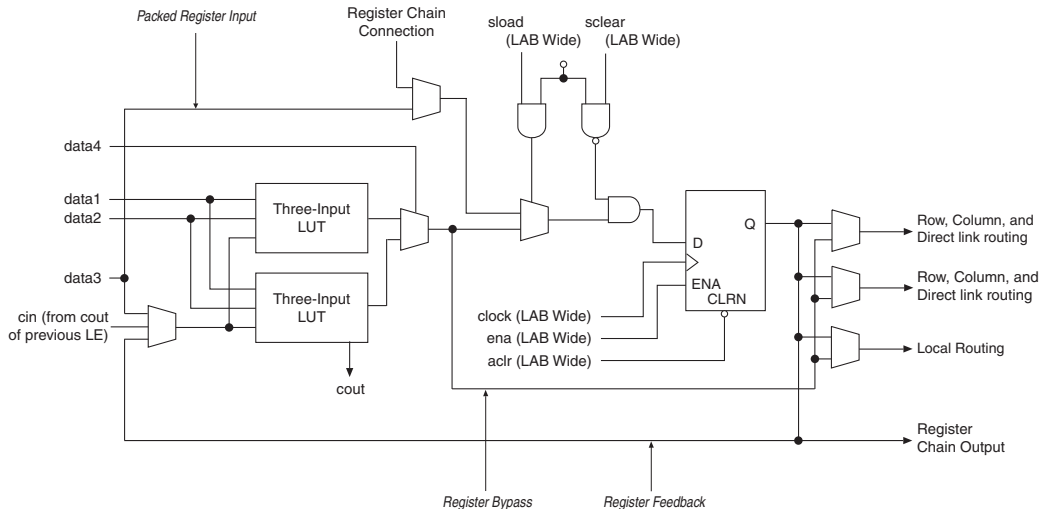 Packed Register Input
Register Chain
Connection
sload
(LAB Wide)
sclear
(LAB Wide)
data4
data1
data2
Three-Input
LUT
data3
Three-Input
LUT
cin (from cout
of previous LE)
cout
D
Q
ENA
CLRN
clock (LAB Wide)
ena (LAB Wide)
aclr (LAB Wide)
Row, Column, and
Direct link routing
Row, Column, and
Direct link routing
Local Routing
Register
Chain Output
Register Bypass
Register Feedback